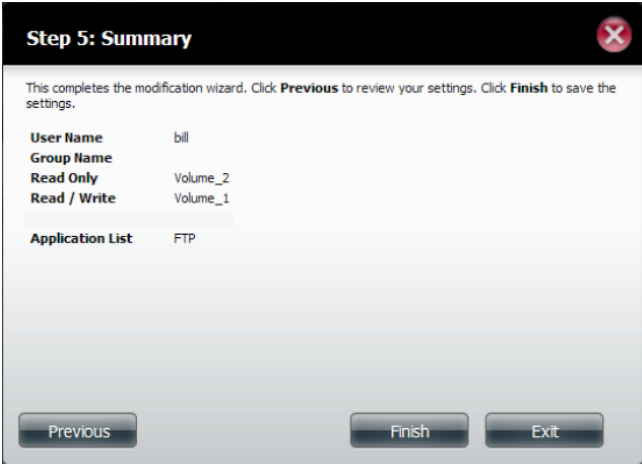 Step 5: Summary
This completes the modification wizard. Click Previous to review your settings. Click Finish to save the
settings.
User Name bill
Group Name
Read Only Volume_2
Read / Write Volume_1
Application List FTP
Previous Finish Exit